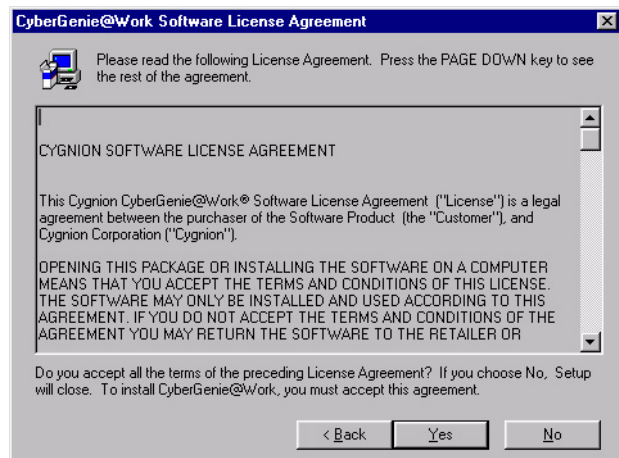 CyberGenie@Work Software License Agreement
Please read the following License Agreement. Press the PAGE DOWN key to see
the rest of the agreement.
CYGNION SOFTWARE LICENSE AGREEMENT
This Cygnion CyberGenie@Work® Software License Agreement ("License") is a legal
agreement between the purchaser of the Software Product (the "Customer"), and
Cygnion Corporation ("Cygnion").
OPENING THIS PACKAGE OR INSTALLING THE SOFTWARE ON A COMPUTER
MEANS THAT YOU ACCEPT THE TERMS AND CONDITIONS OF THIS LICENSE.
THE SOFTWARE MAY ONLY BE INSTALLED AND USED ACCORDING TO THIS
AGREEMENT. IF YOU DO NOT ACCEPT THE TERMS AND CONDITIONS OF THE
AGREEMENT YOU MAY RETURN THE SOFTWARE TO THE RETAILER OR
Do you accept all the terms of the preceding License Agreement? If you choose No, Setup
will close. To install CyberGenie@Work, you must accept this agreement.
< Back Yes No